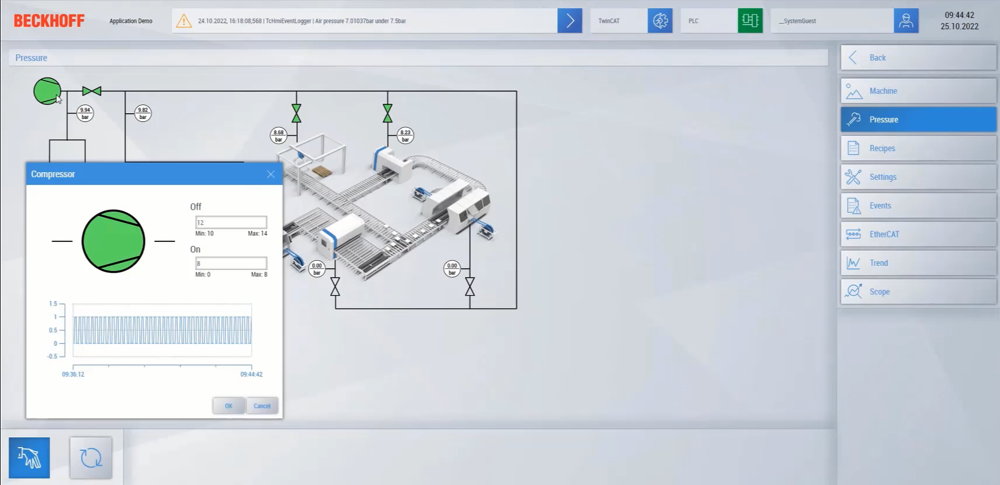 BECKHOFF
Application Demo
24.10.2022, 16:18:08,568 | TcHmiEventLogger | Air pressure 7.01037bar under 7.5bar
TwinCAT
PLC
__SystemGuest
09:44:42
25.10.2022
Pressure
9.94
bar
9.82
bar
8.68
bar
8.23
bar
0.00
bar
0.00
bar
Compressor
Off
12
Min: 10
Max: 14
On
8
Min: 0
Max: 8
1.5
1
0.5
0
-0.5
09:36:12
09:44:42
OK
Cancel
Back
Machine
Pressure
Recipes
Settings
Events
EtherCAT
Trend
Scope